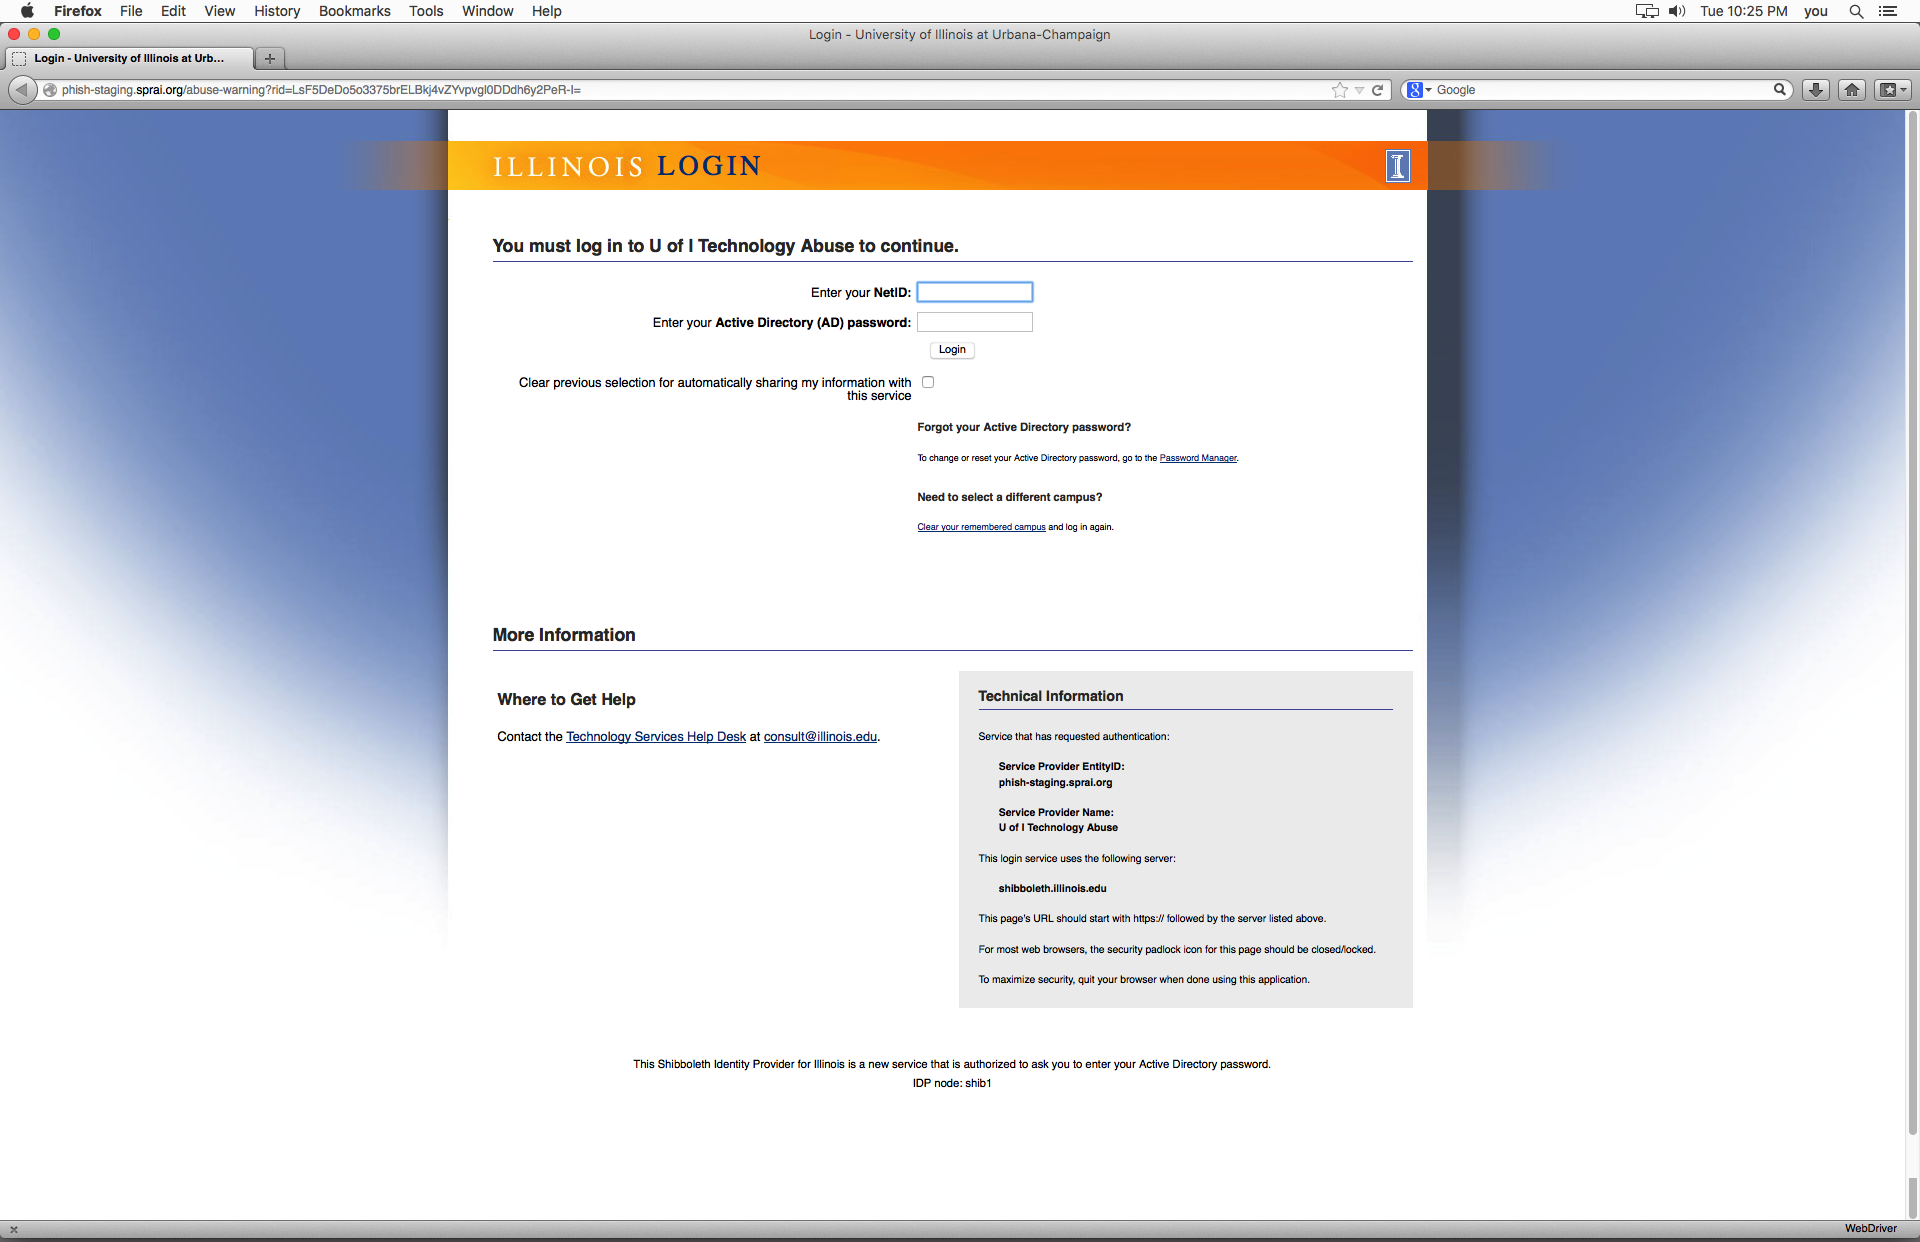 Firefox File Edit View History Bookmarks Tools Window Help Tue 10:25 PM you
Login - University of Illinois at Urbana-Champaign
Login - University of Illinois at Urb...
phish-staging.sprai.org/abuse-warning?rid=LsF5DeDo5o3375brELBkj4vZYvpvgl0DDdh6y2PeR-I= Google
ILLINOIS LOGIN
You must log in to U of I Technology Abuse to continue.
Enter your NetID:
Enter your Active Directory (AD) password:
Login
Clear previous selection for automatically sharing my information with
this service
Forgot your Active Directory password?
To change or reset your Active Directory password, go to the Password Manager.
Need to select a different campus?
Clear your remembered campus and log in again.
More Information
Where to Get Help
Contact the Technology Services Help Desk at consult@illinois.edu.
Technical Information
Service that has requested authentication:
Service Provider EntityID:
phish-staging.sprai.org
Service Provider Name:
U of I Technology Abuse
This login service uses the following server:
shibboleth.illinois.edu
This page's URL should start with https:// followed by the server listed above.
For most web browsers, the security padlock icon for this page should be closed/locked.
To maximize security, quit your browser when done using this application.
This Shibboleth Identity Provider for Illinois is a new service that is authorized to ask you to enter your Active Directory password.
IDP node: shib1
WebDriver